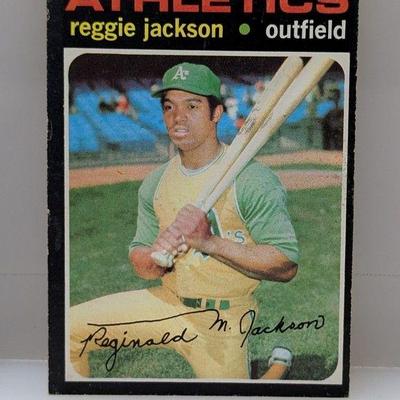 ATHLETICS
reggie jackson • outfield
A's
A's
Reginald M. Jackson